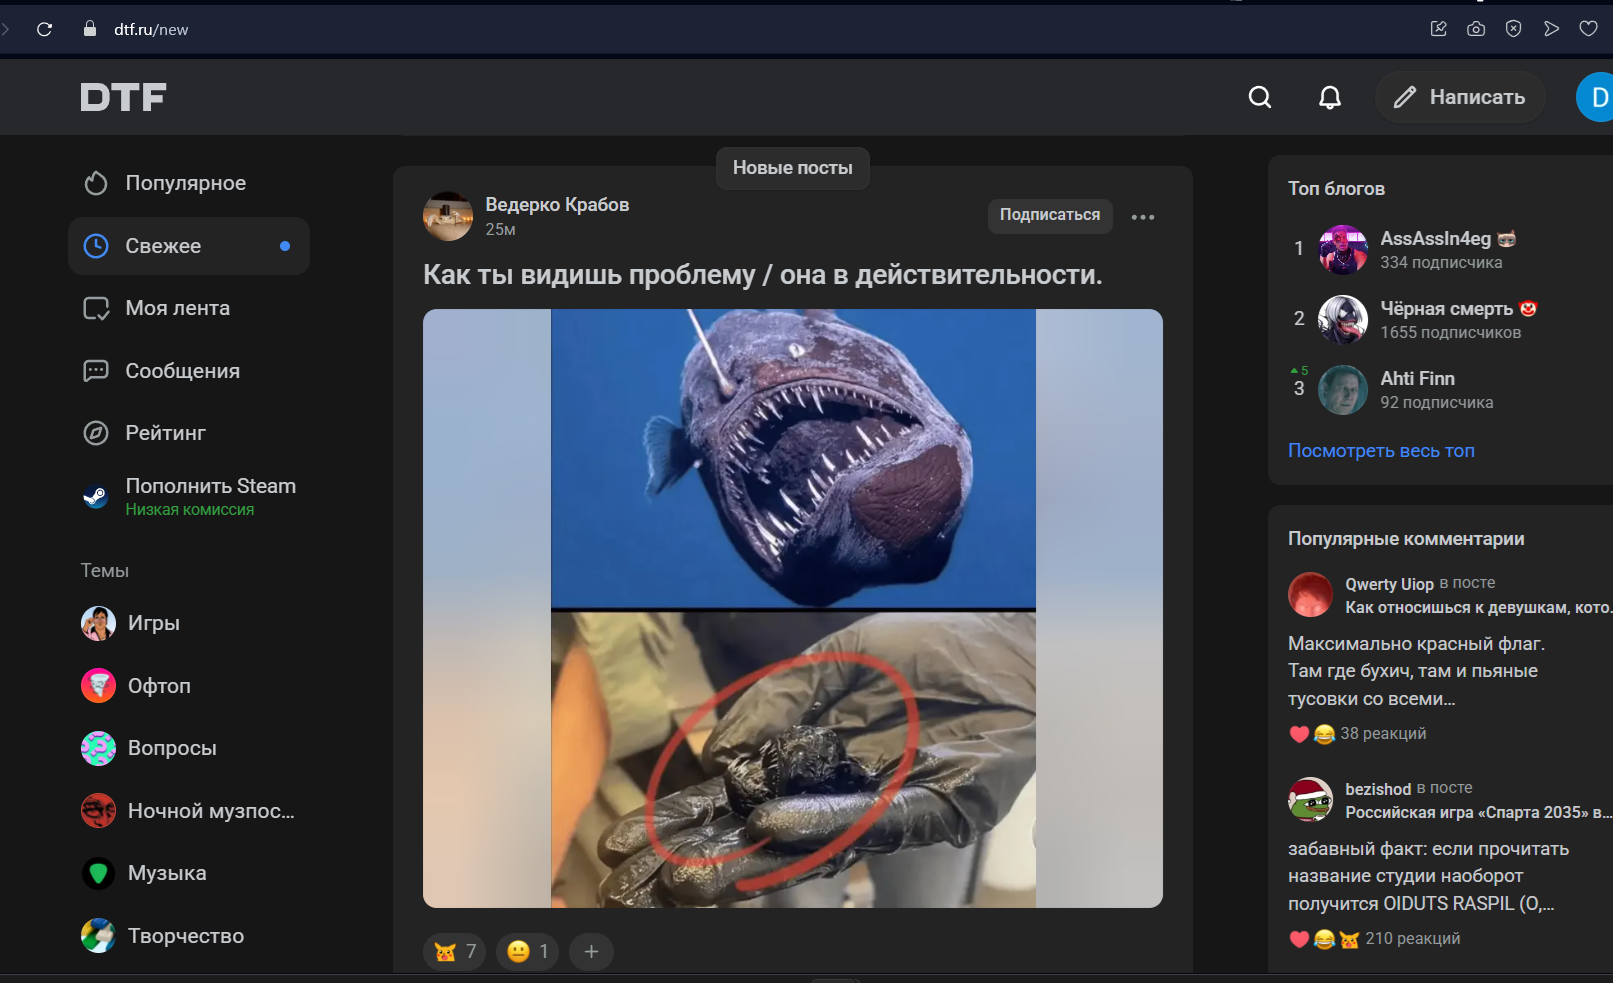 dtf.ru/new
DTF
Написать
D
Популярное
Свежее
Моя лента
Сообщения
Рейтинг
Пополнить Steam
Низкая комиссия
Темы
Игры
Офтоп
Вопросы
Ночной музпос...
Музыка
Творчество
Новые посты
Ведерко Крабов
25м
Подписаться
Как ты видишь проблему / она в действительности.
7
1
+
Топ блогов
1
AssAssIn4eg
334 подписчика
2
Чёрная смерть
1655 подписчиков
5
3
Ahti Finn
92 подписчика
Посмотреть весь топ
Популярные комментарии
Qwerty Uiop в посте
Как относишься к девушкам, кото.
Максимально красный флаг.
Там где бухич, там и пьяные
тусовки со всеми...
38 реакций
bezishod в посте
Российская игра «Спарта 2035» в...
забавный факт: если прочитать
название студии наоборот
получится OIDUTS RASPIL (О,...
210 реакций